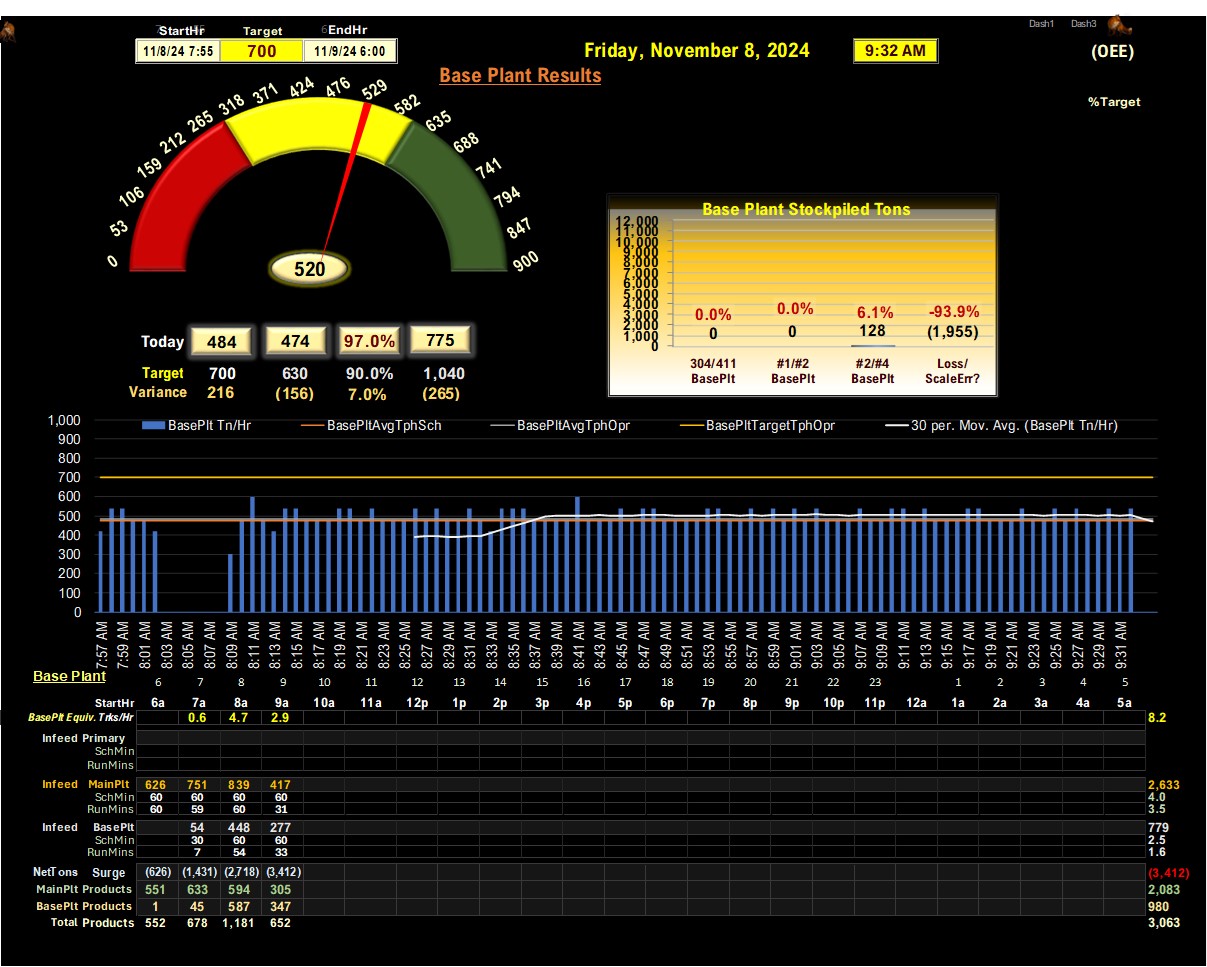 StartHr Target EndHr Dash1 Dash3
11/8/24 7:55 700 11/9/24 6:00 Friday, November 8, 2024 9:32 AM (OEE)
Base Plant Results
%Target
0 53 106 159 212 265 318 371 424 476 529 582 635 688 741 794 847 900
520
Base Plant Stockpiled Tons
12,000
11,000
10,000
9,000
8,000
7,000
6,000
5,000
4,000
3,000
2,000
1,000
0
0.0% 0.0% 6.1% -93.9%
0 0 128 (1,955)
304/411 #1/#2 #2/#4 Loss/
BasePlt BasePlt BasePlt ScaleErr?
Today 484 474 97.0% 775
Target 700 630 90.0% 1,040
Variance 216 (156) 7.0% (265)
BasePlt Tn/Hr BasePltAvgTphSch BasePltAvgTphOpr BasePltTargetTphOpr 30 per. Mov. Avg. (BasePlt Tn/Hr)
1,000
900
800
700
600
500
400
300
200
100
0
7:57 AM 7:59 AM 8:01 AM 8:03 AM 8:05 AM 8:07 AM 8:09 AM 8:11 AM 8:13 AM 8:15 AM 8:17 AM 8:19 AM 8:21 AM 8:23 AM 8:25 AM 8:27 AM 8:29 AM 8:31 AM 8:33 AM 8:35 AM 8:37 AM 8:39 AM 8:41 AM 8:43 AM 8:45 AM 8:47 AM 8:49 AM 8:51 AM 8:53 AM 8:55 AM 8:57 AM 8:59 AM 9:01 AM 9:03 AM 9:05 AM 9:07 AM 9:09 AM 9:11 AM 9:13 AM 9:15 AM 9:17 AM 9:19 AM 9:21 AM 9:23 AM 9:25 AM 9:27 AM 9:29 AM 9:31 AM
Base Plant
6 7 8 9 10 11 12 13 14 15 16 17 18 19 20 21 22 23 1 2 3 4 5
StartHr 6a 7a 8a 9a 10a 11a 12p 1p 2p 3p 4p 5p 6p 7p 8p 9p 10p 11p 12a 1a 2a 3a 4a 5a
BasePlt Equiv. Trks/Hr 0.6 4.7 2.9 8.2
Infeed Primary
SchMin
RunMins
Infeed MainPlt 626 751 839 417 2,633
SchMin 60 60 60 60 4.0
RunMins 60 59 60 31 3.5
Infeed BasePlt 54 448 277 779
SchMin 30 60 60 2.5
RunMins 7 54 33 1.6
NetTons Surge (626) (1,431) (2,718) (3,412) (3,412)
MainPlt Products 551 633 594 305 2,083
BasePlt Products 1 45 587 347 980
Total Products 552 678 1,181 652 3,063